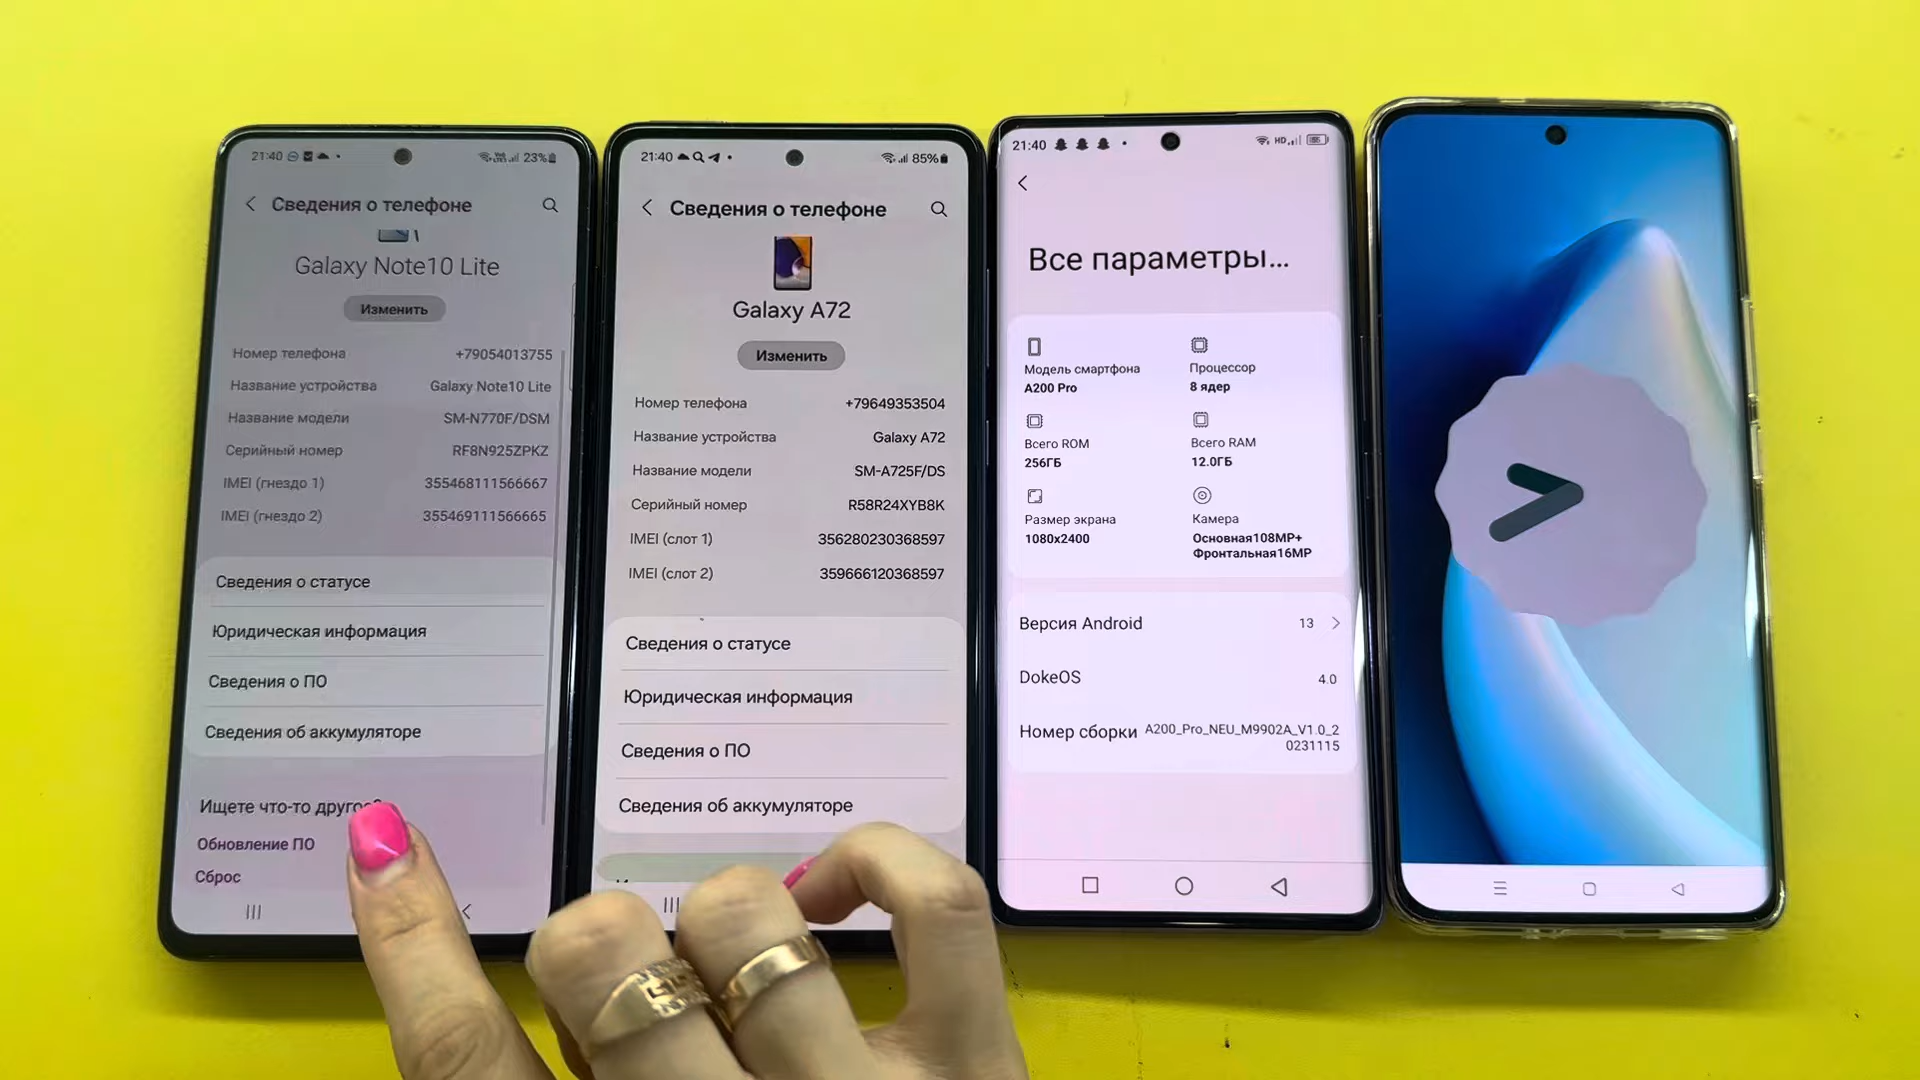 21:40
23%
Сведения о телефоне
Galaxy Note10 Lite
Изменить
Номер телефона +79054013755
Название устройства Galaxy Note10 Lite
Название модели SM-N770F/DSM
Серийный номер RF8N925ZPKZ
IMEI (гнездо 1) 355468111566667
IMEI (гнездо 2) 355469111566665
Сведения о статусе
Юридическая информация
Сведения о ПО
Сведения об аккумуляторе
Ищете что-то другое?
Обновление ПО
Сброс
21:40
85%
Сведения о телефоне
Galaxy A72
Изменить
Номер телефона +79649353504
Название устройства Galaxy A72
Название модели SM-A725F/DS
Серийный номер R58R24XYB8K
IMEI (слот 1) 356280230368597
IMEI (слот 2) 359666120368597
Сведения о статусе
Юридическая информация
Сведения о ПО
Сведения об аккумуляторе
21:40
HD
Все параметры...
Модель смартфона
A200 Pro
Процессор
8 ядер
Всего ROM
256ГБ
Всего RAM
12.0ГБ
Размер экрана
1080x2400
Камера
Основная108MP+
Фронтальная16MP
Версия Android 13
DokeOS 4.0
Номер сборки A200_Pro_NEU_M9902A_V1.0_2
0231115